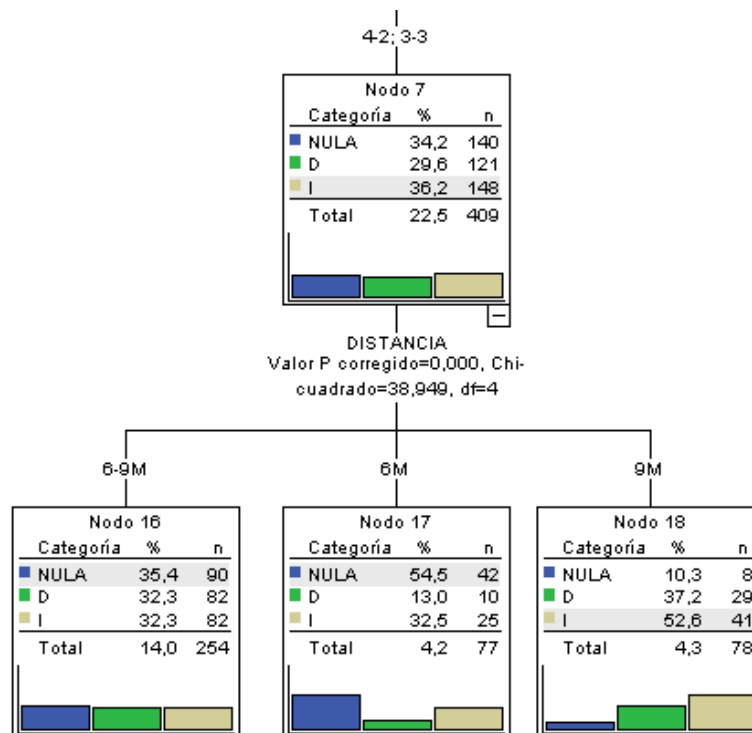 4-2; 3-3
Nodo 7
Categoría % n
NULA 34,2 140
D 29,6 121
I 36,2 148
Total 22,5 409
DISTANCIA
Valor P corregido=0,000, Chi-
cuadrado=38,949, df=4
6-9M
6M
9M
Nodo 16
Categoría % n
NULA 35,4 90
D 32,3 82
I 32,3 82
Total 14,0 254
Nodo 17
Categoría % n
NULA 54,5 42
D 13,0 10
I 32,5 25
Total 4,2 77
Nodo 18
Categoría % n
NULA 10,3 8
D 37,2 29
I 52,6 41
Total 4,3 78